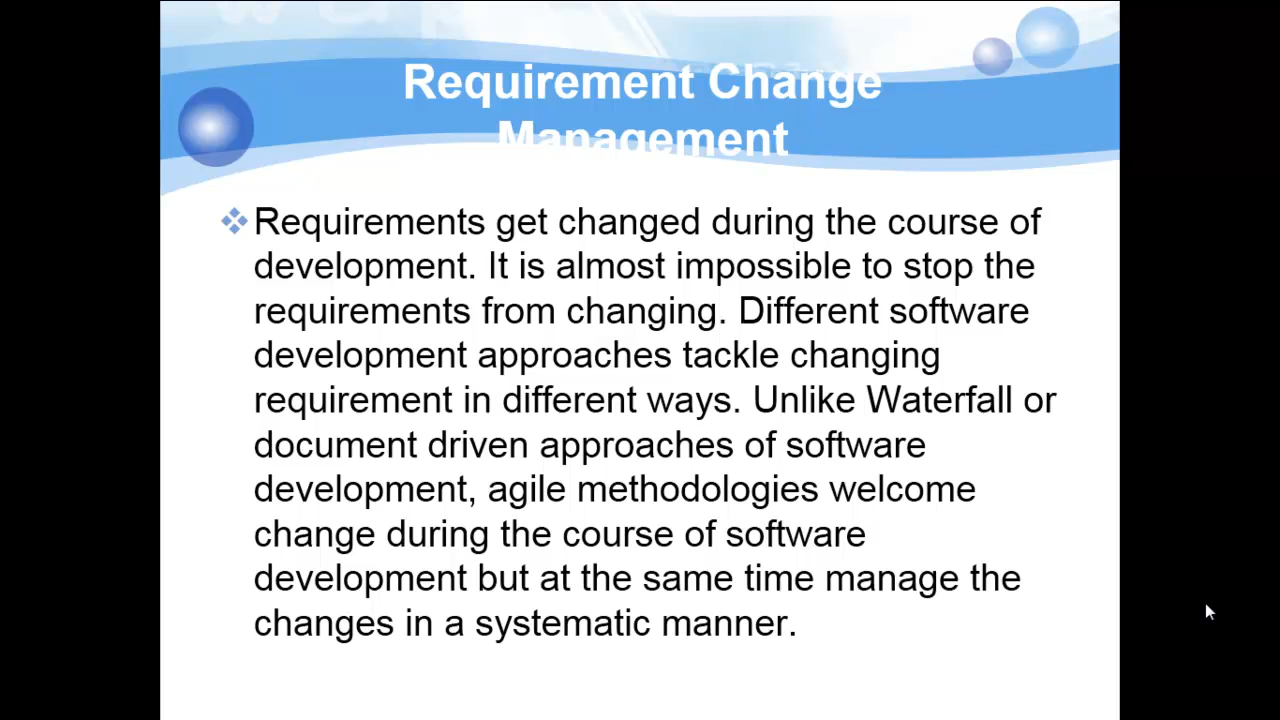 Requirement Change
Management
Requirements get changed during the course of
development. It is almost impossible to stop the
requirements from changing. Different software
development approaches tackle changing
requirement in different ways. Unlike Waterfall or
document driven approaches of software
development, agile methodologies welcome
change during the course of software
development but at the same time manage the
changes in a systematic manner.